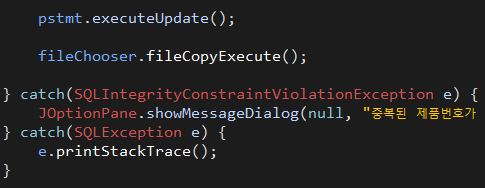 pstmt.executeUpdate();
fileChooser.fileCopyExecute();
} catch(SQLIntegrityConstraintViolationException e) {
JOptionPane.showMessageDialog(null, "중복된 제품번호가
} catch(SQLException e) {
e.printStackTrace();
}